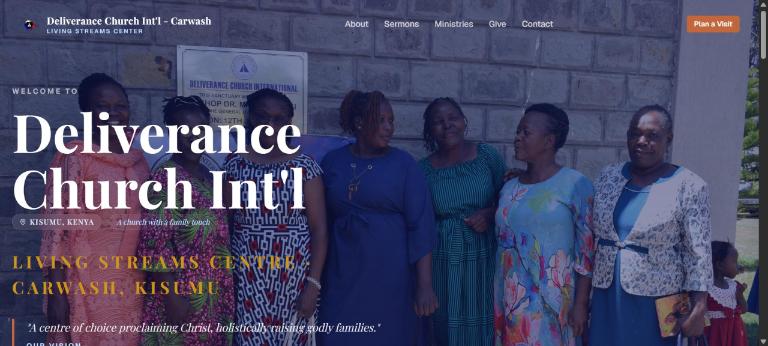 Deliverance Church Int'l - Carwash
LIVING STREAMS CENTER
About Sermons Ministries Give Contact
Plan a Visit
DELIVERANCE CHURCH INTERNATIONAL
WELCOME TO
Deliverance
Church Int'l
KISUMU, KENYA
A church with a family touch
LIVING STREAMS CENTRE
CARWASH, KISUMU
"A centre of choice proclaiming Christ, holistically raising godly families."
OUR VISION